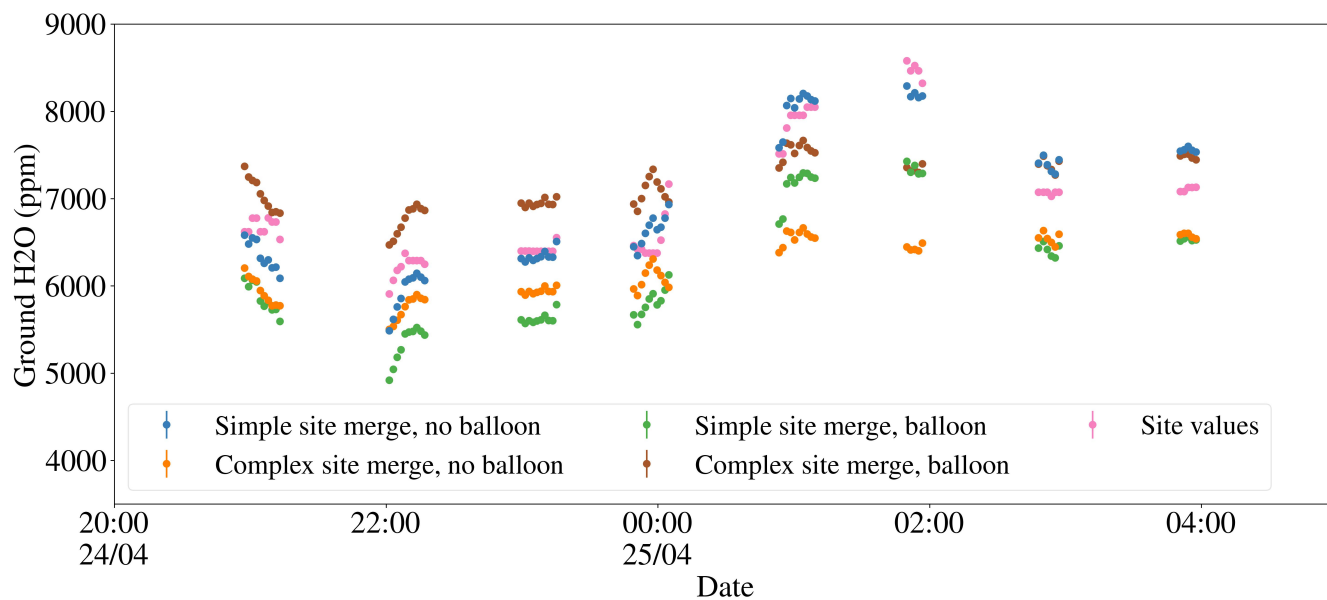 9000
8000
7000
6000
5000
4000
Ground H2O (ppm)
Simple site merge, no balloon
Complex site merge, no balloon
Simple site merge, balloon
Complex site merge, balloon
Site values
20:00
24/04
22:00
00:00
25/04
02:00
04:00
Date